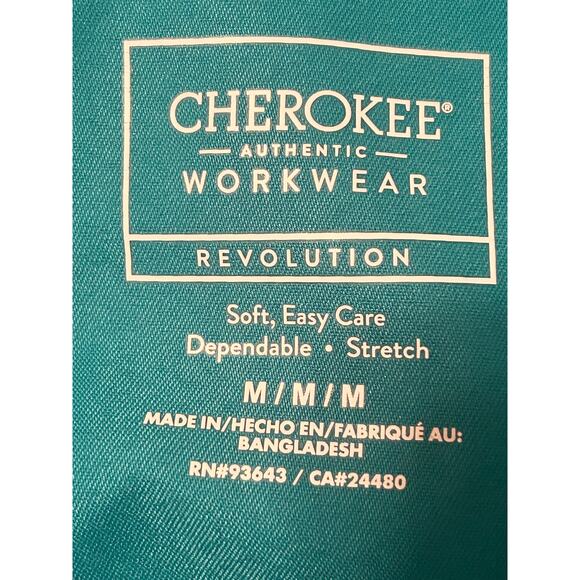 CHEROKEE®
AUTHENTIC
WORKWEAR
REVOLUTION
Soft, Easy Care
Dependable • Stretch
M/M/M
MADE IN/HECHO EN/FABRIQUÉ AU:
BANGLADESH
RN#93643 / CA#24480